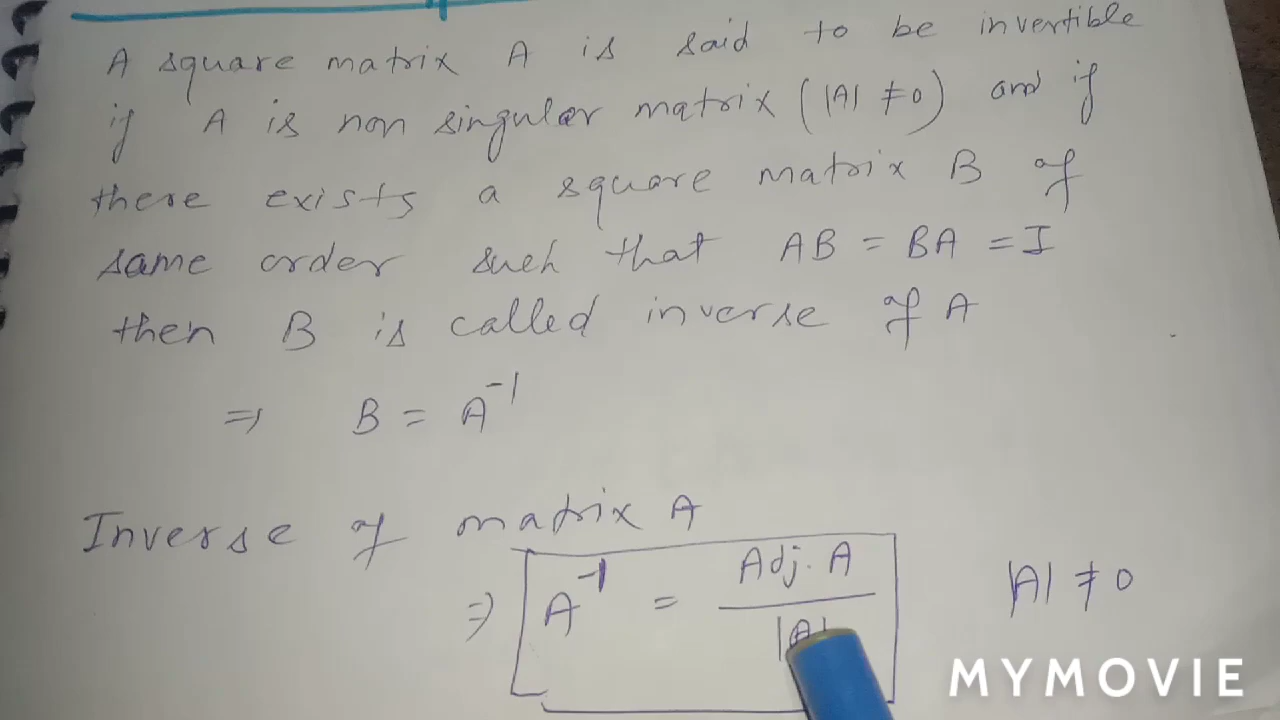 A square matrix A is said to be invertible
if A is non singular matrix (|A| ≠ 0) and if
there exists a square matrix B of
same order such that AB = BA = I
then B is called inverse of A
⇒ B = A⁻¹
Inverse of matrix A
⇒ A⁻¹ = Adj. A / |A| |A| ≠ 0
MYMOVIE